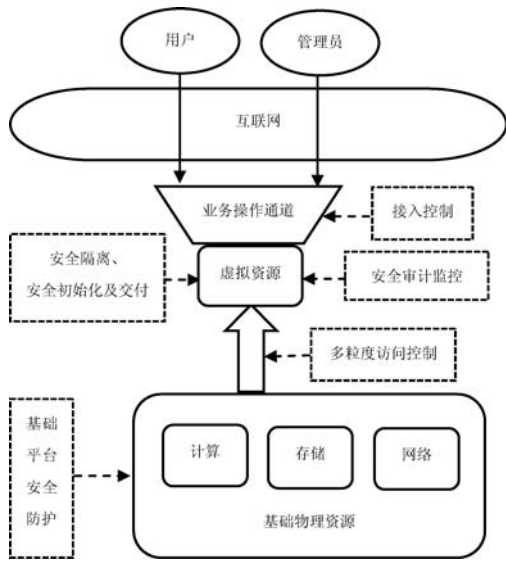 用户
管理员
互联网
业务操作通道
接入控制
安全隔离、
安全初始化及交付
虚拟资源
安全审计监控
多粒度访问控制
基础
平台
安全
防护
计算
存储
网络
基础物理资源